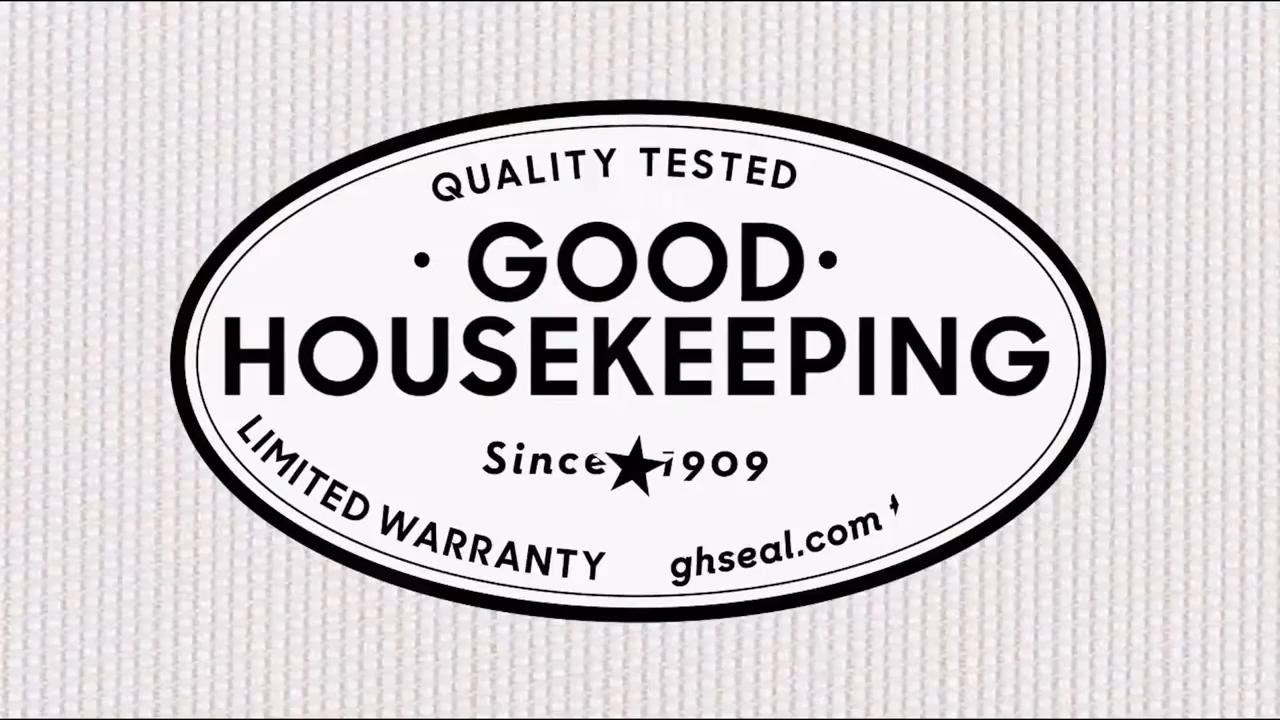 QUALITY TESTED
· GOOD ·
HOUSEKEEPING
Since 1909
LIMITED WARRANTY
ghseal.com